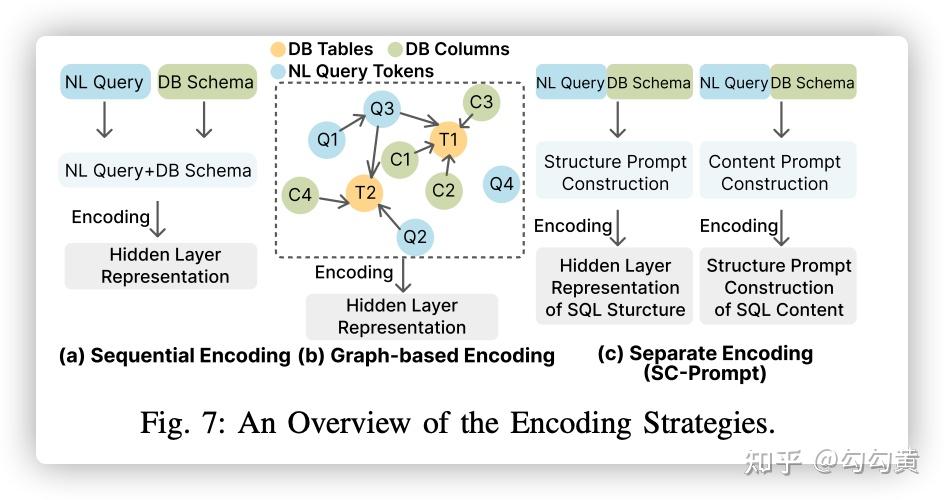 DB Tables
DB Columns
NL Query Tokens
NL Query
DB Schema
NL Query+DB Schema
Encoding
Hidden Layer
Representation
(a) Sequential Encoding
Q1
Q3
C3
T1
C1
C2
Q4
C4
T2
Q2
Encoding
Hidden Layer
Representation
(b) Graph-based Encoding
NL Query
DB Schema
Structure Prompt
Construction
Encoding
Hidden Layer
Representation
of SQL Sturcture
NL Query
DB Schema
Content Prompt
Construction
Encoding
Structure Prompt
Construction
of SQL Content
(c) Separate Encoding
(SC-Prompt)
Fig. 7: An Overview of the Encoding Strategies.
知乎 @勾勾黄